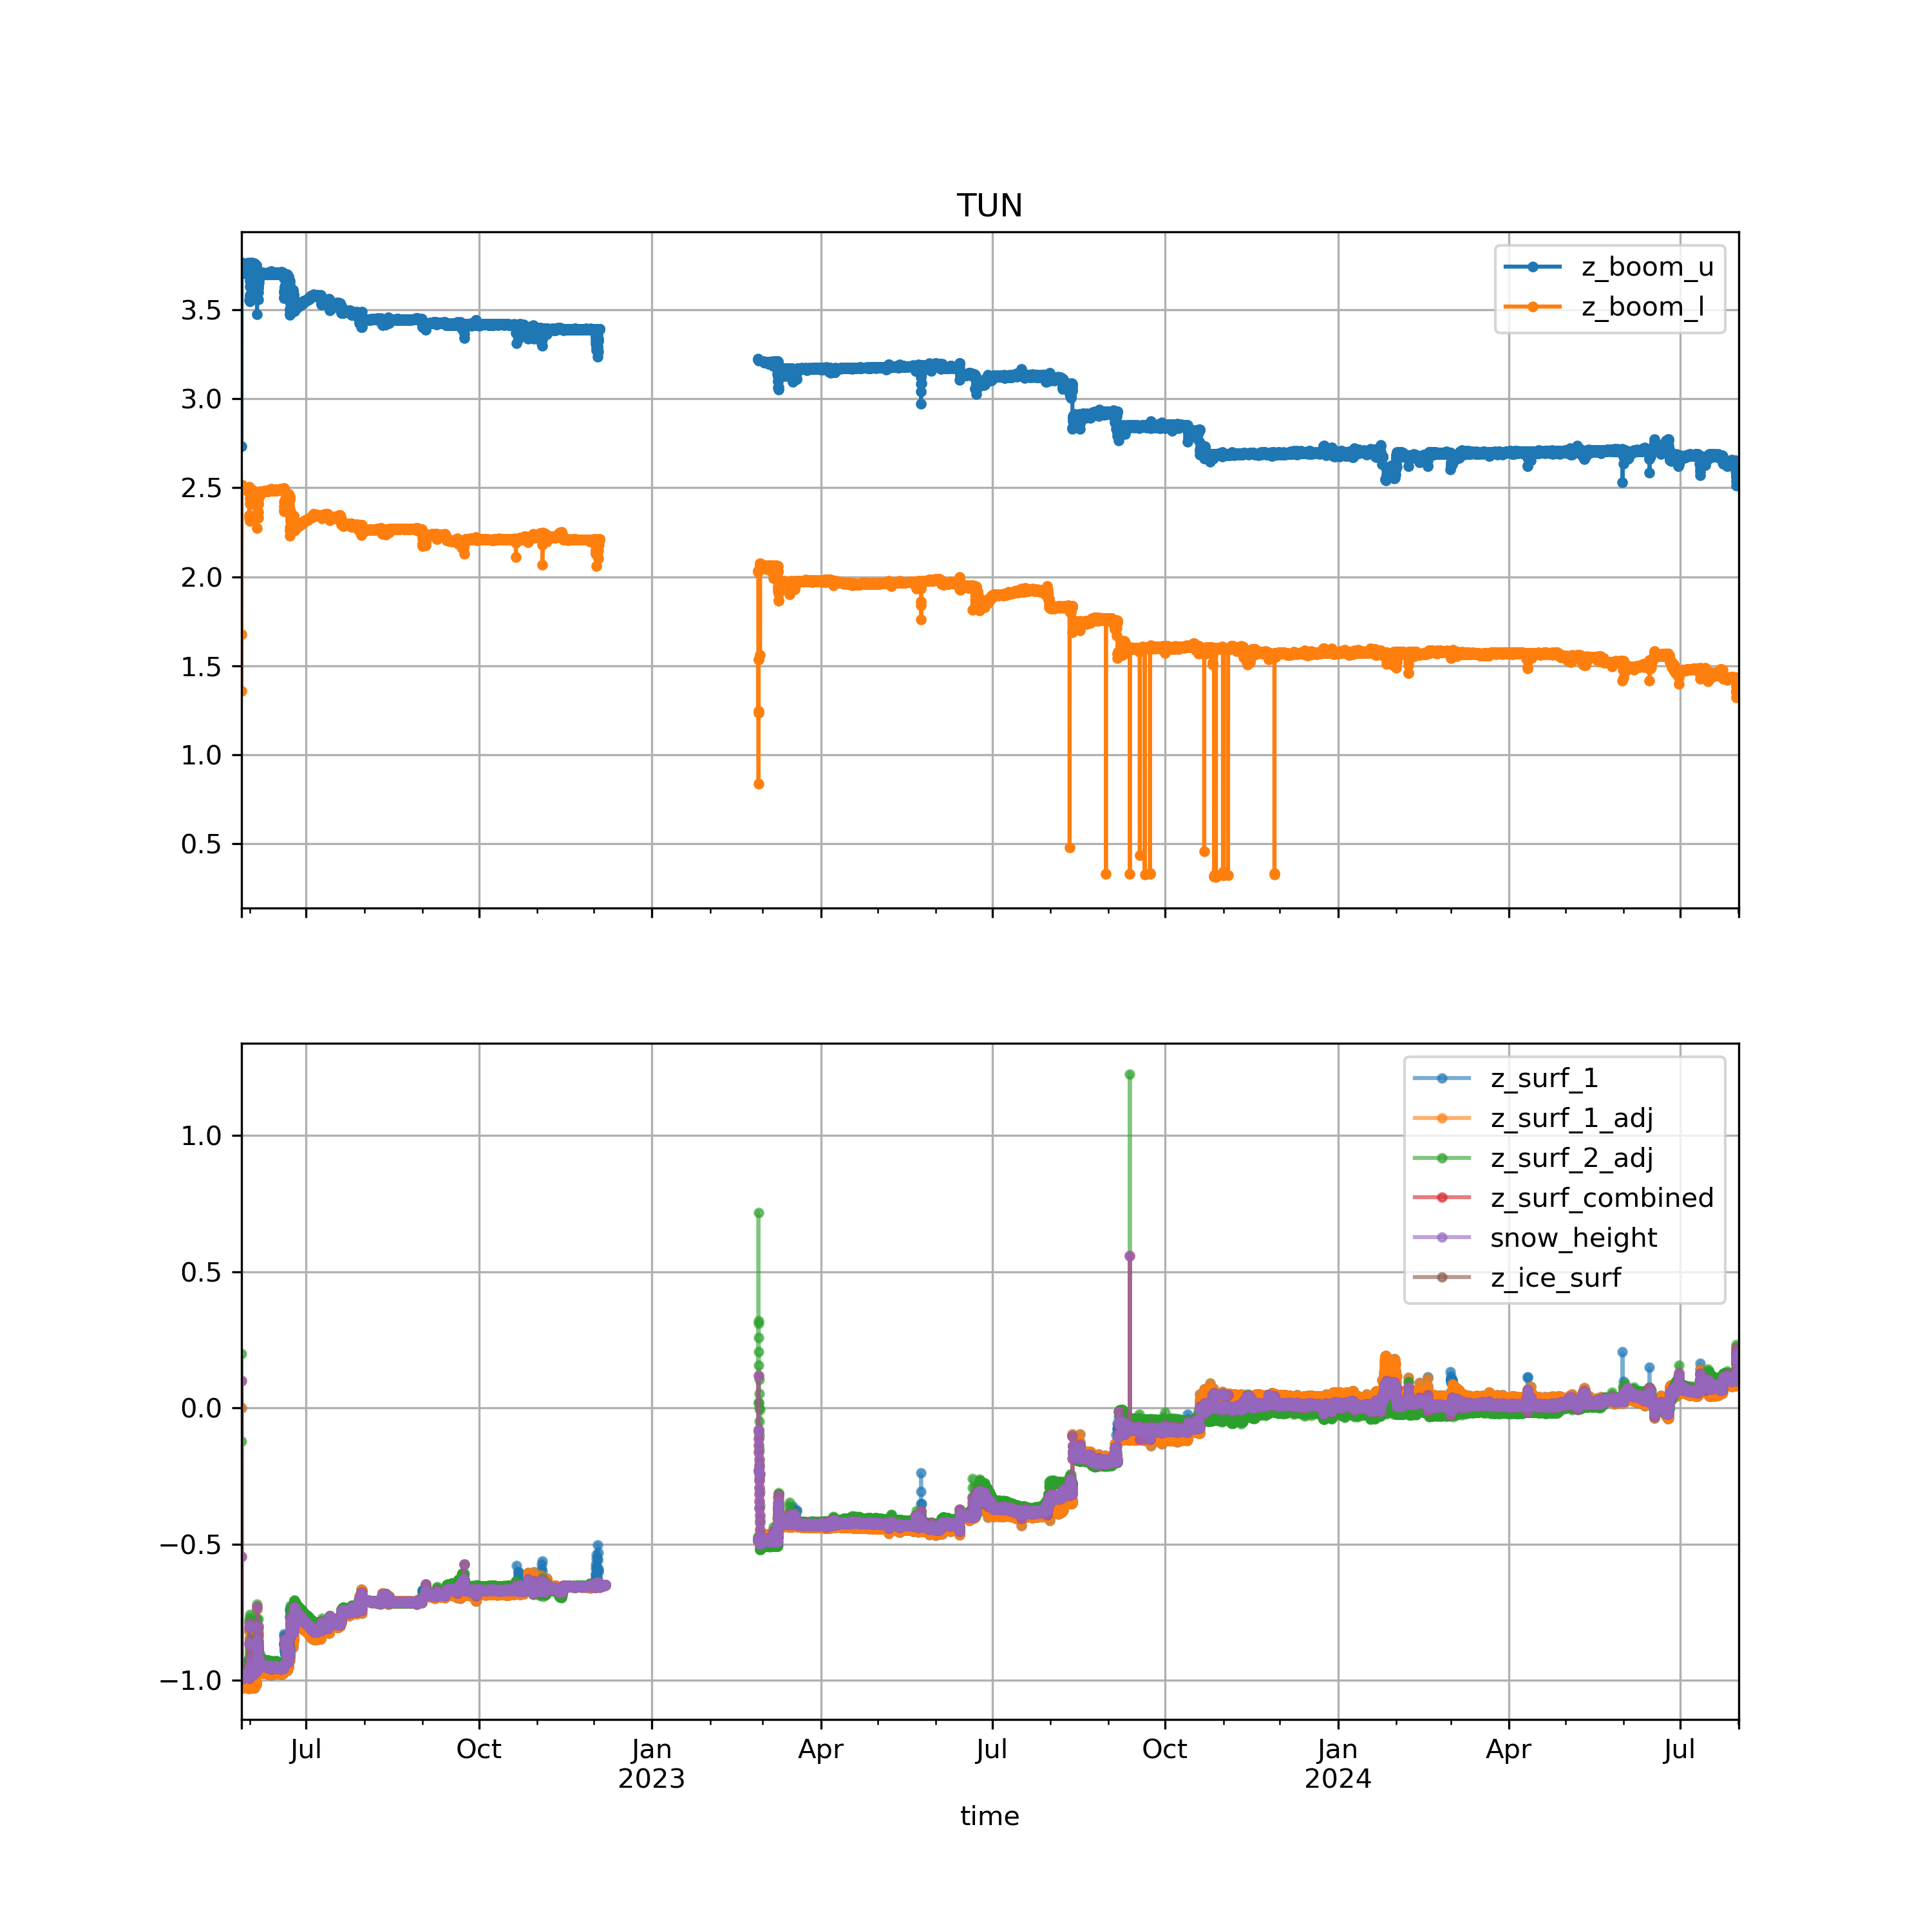 TUN
z_boom_u
z_boom_l
3.5
3.0
2.5
2.0
1.5
1.0
0.5
z_surf_1
z_surf_1_adj
z_surf_2_adj
z_surf_combined
snow_height
z_ice_surf
1.0
0.5
0.0
−0.5
−1.0
Jul Oct Jan Apr Jul Oct Jan Apr Jul
2023 2024
time